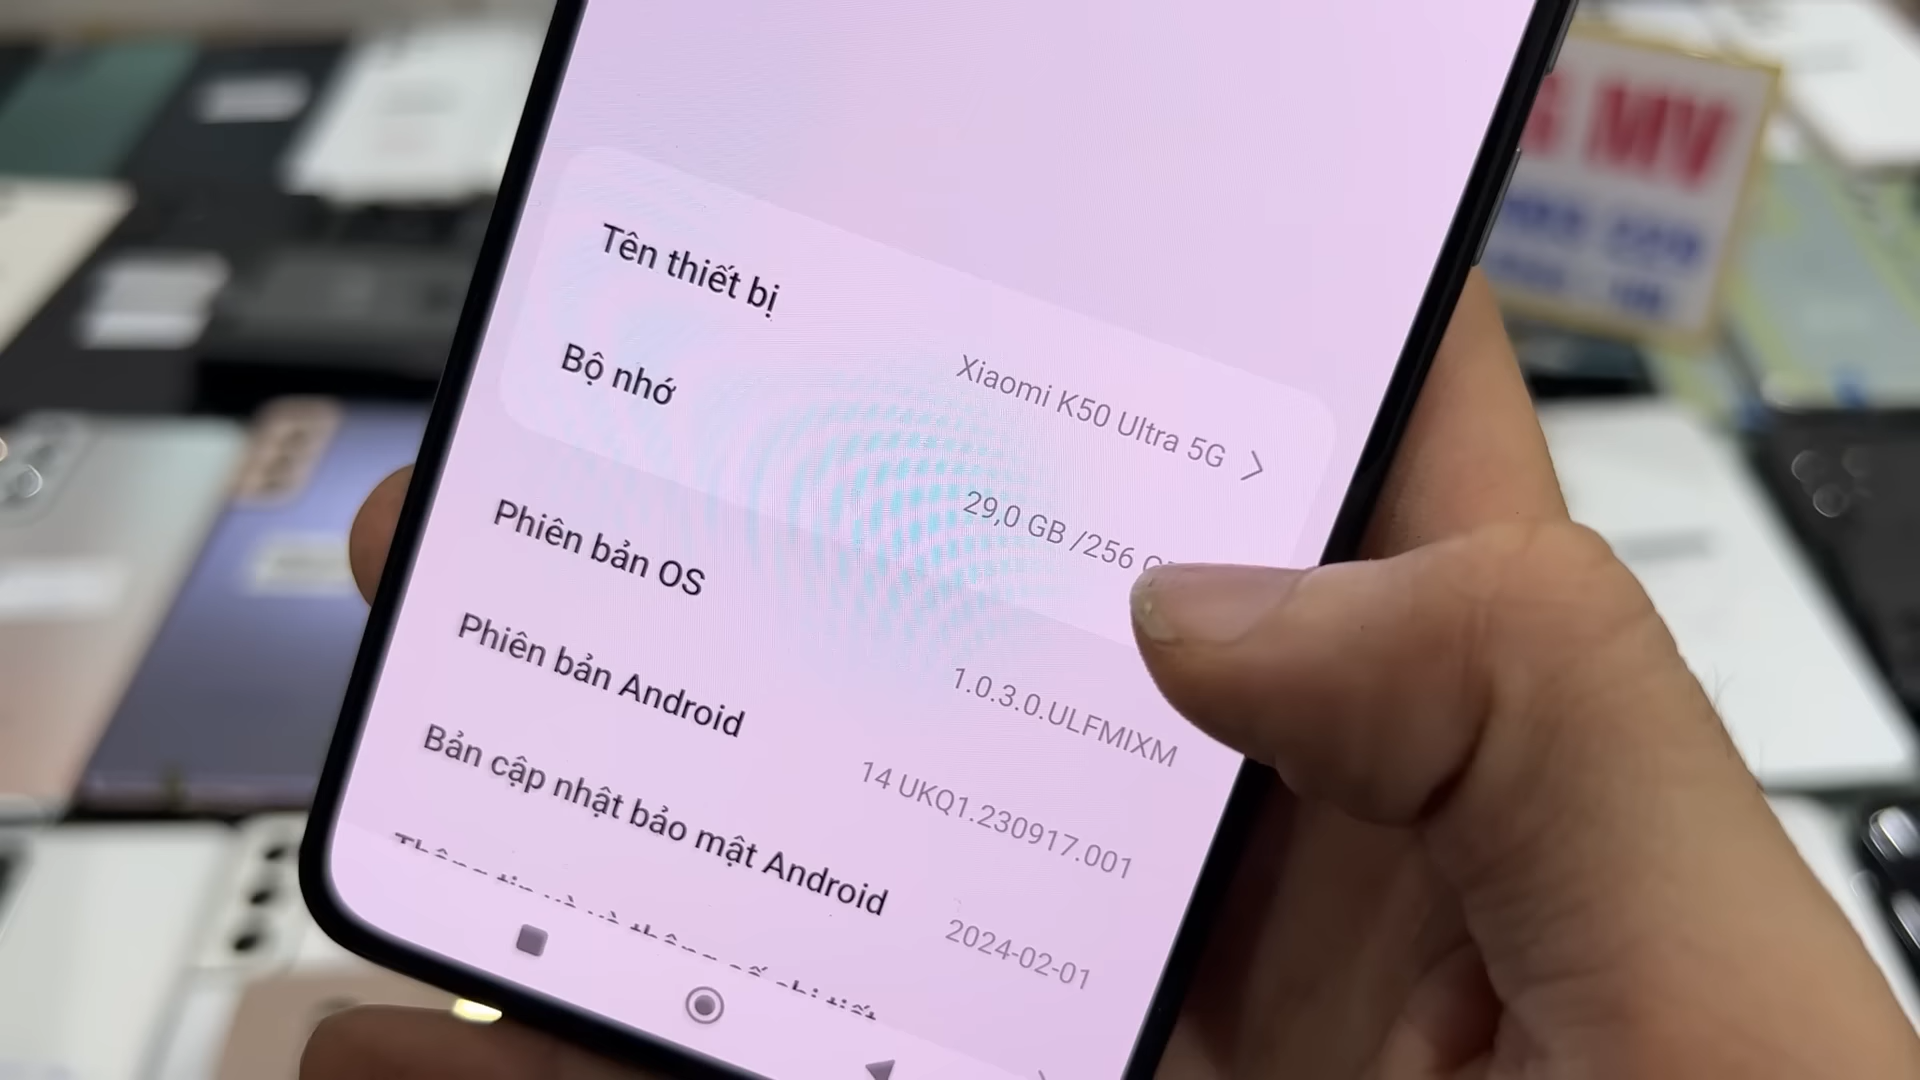 MV
Tên thiết bị
Xiaomi K50 Ultra 5G
Bộ nhớ
29,0 GB /256
Phiên bản OS
1.0.3.0.ULFMIXM
Phiên bản Android
14 UKQ1.230917.001
Bản cập nhật bảo mật Android
2024-02-01